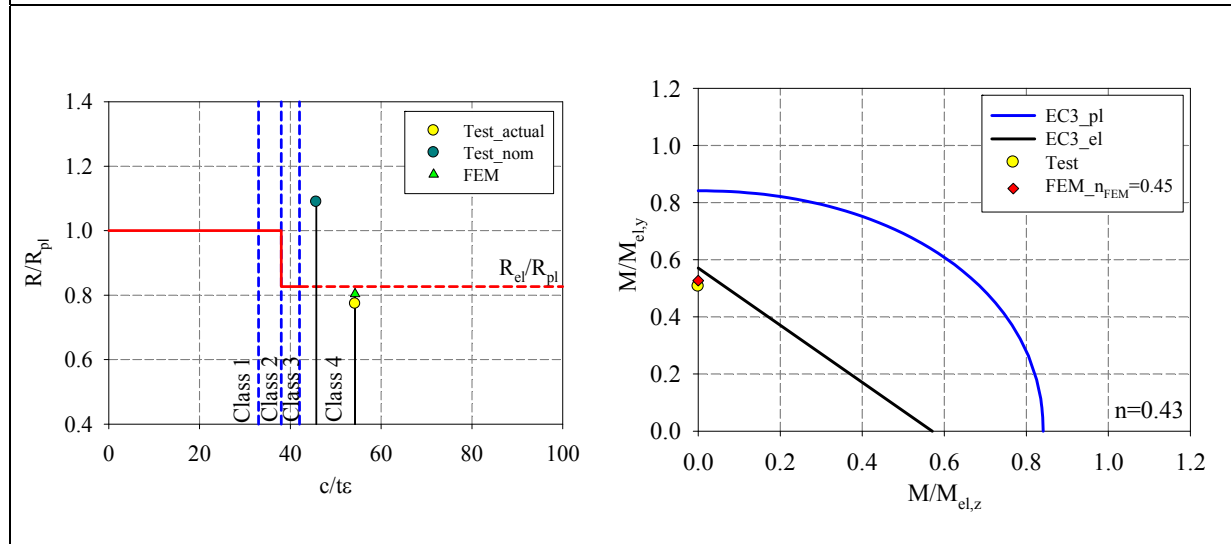 1.4
1.2
1.0
0.8
0.6
0.4
R/R_pl
0
20
40
60
80
100
c/tε
Class 1
Class 2
Class 3
Class 4
Test_actual
Test_nom
FEM
R_el/R_pl
1.2
1.0
0.8
0.6
0.4
0.2
0.0
M/M_el,y
0.0
0.2
0.4
0.6
0.8
1.0
1.2
M/M_el,z
EC3_pl
EC3_el
Test
FEM_n_FEM=0.45
n=0.43